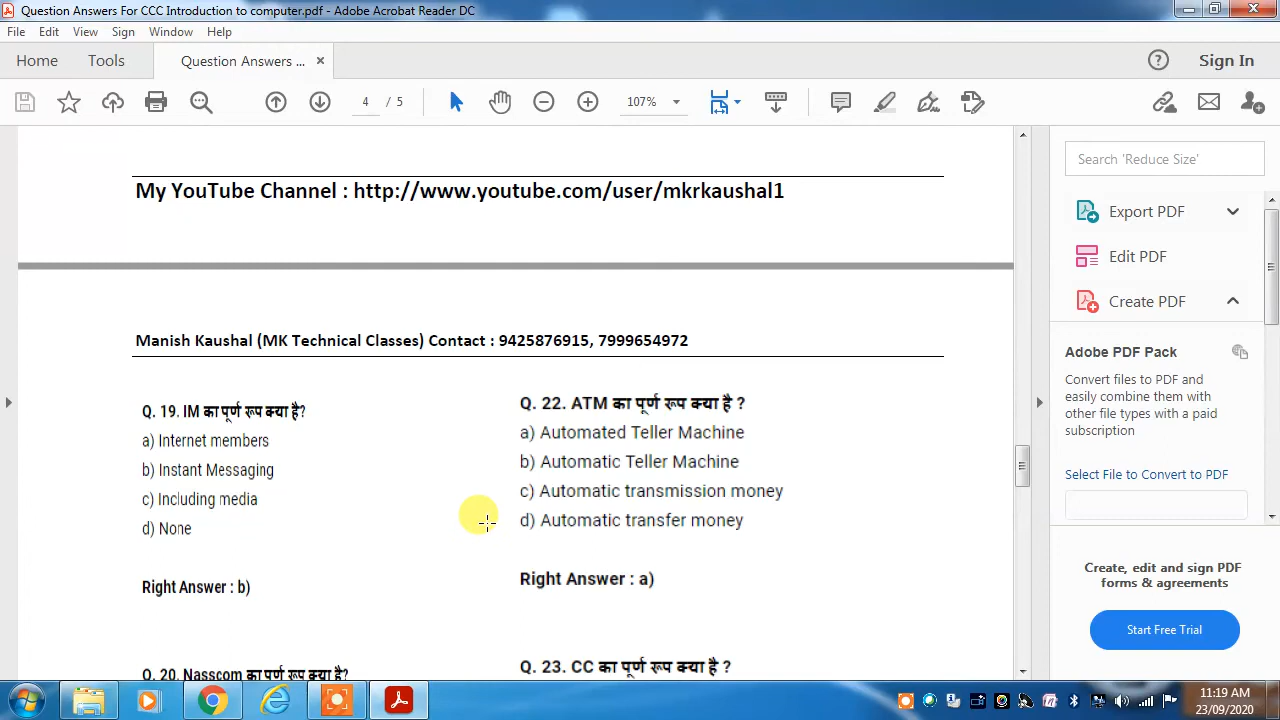 Question Answers For CCC Introduction to computer.pdf - Adobe Acrobat Reader DC
File Edit View Sign Window Help
Home Tools Question Answers ... × ? Sign In
4 / 5 107%
My YouTube Channel : http://www.youtube.com/user/mkrkaushal1
Manish Kaushal (MK Technical Classes) Contact : 9425876915, 7999654972
Q. 19. IM का पूर्ण रूप क्या है?
a) Internet members
b) Instant Messaging
c) Including media
d) None
Right Answer : b)
Q. 20. Nasscom का पूर्ण रूप क्या है?
Q. 22. ATM का पूर्ण रूप क्या है ?
a) Automated Teller Machine
b) Automatic Teller Machine
c) Automatic transmission money
d) Automatic transfer money
Right Answer : a)
Q. 23. CC का पूर्ण रूप क्या है ?
Search 'Reduce Size'
Export PDF
Edit PDF
Create PDF
Adobe PDF Pack
Convert files to PDF and
easily combine them with
other file types with a paid
subscription
Select File to Convert to PDF
Create, edit and sign PDF
forms & agreements
Start Free Trial
11:19 AM
23/09/2020